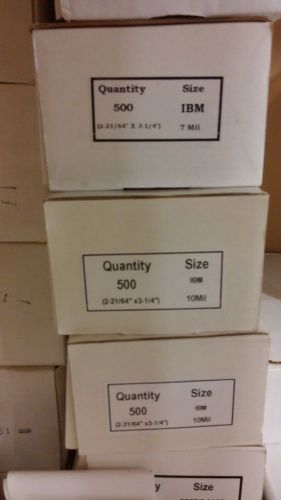 Quantity Size
500 IBM
(2-21/64" X 3-1/4") 7 Mil
Quantity Size
500 IBM
(2-21/64" x3-1/4") 10Mil
Quantity Size
500 IBM
(2-21/64" x3-1/4") 10Mil
y Size